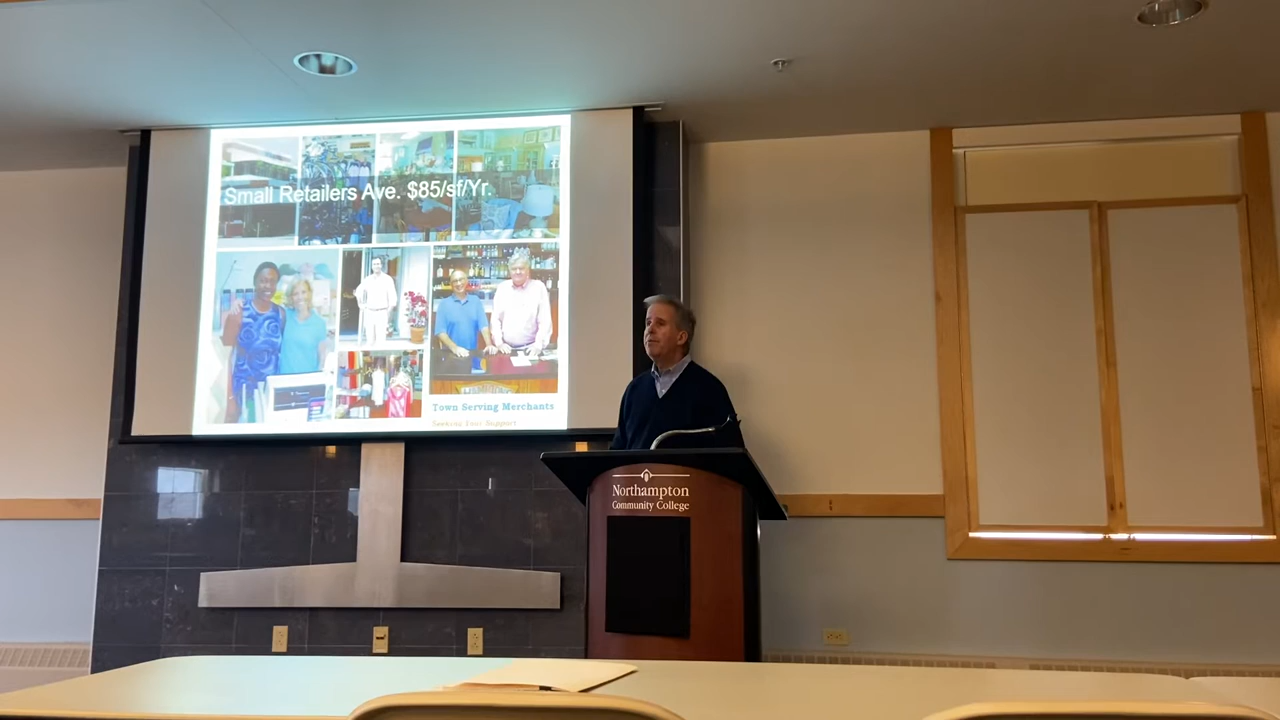 Small Retailers Ave. $85/sf/Yr.
Town Serving Merchants
Northampton
Community College